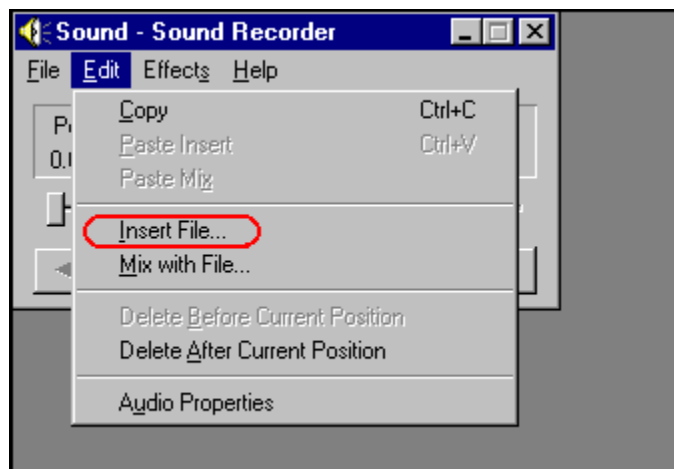 Sound - Sound Recorder
File Edit Effects Help
Copy Ctrl+C
Paste Insert Ctrl+V
Paste Mix
Insert File...
Mix with File...
Delete Before Current Position
Delete After Current Position
Audio Properties